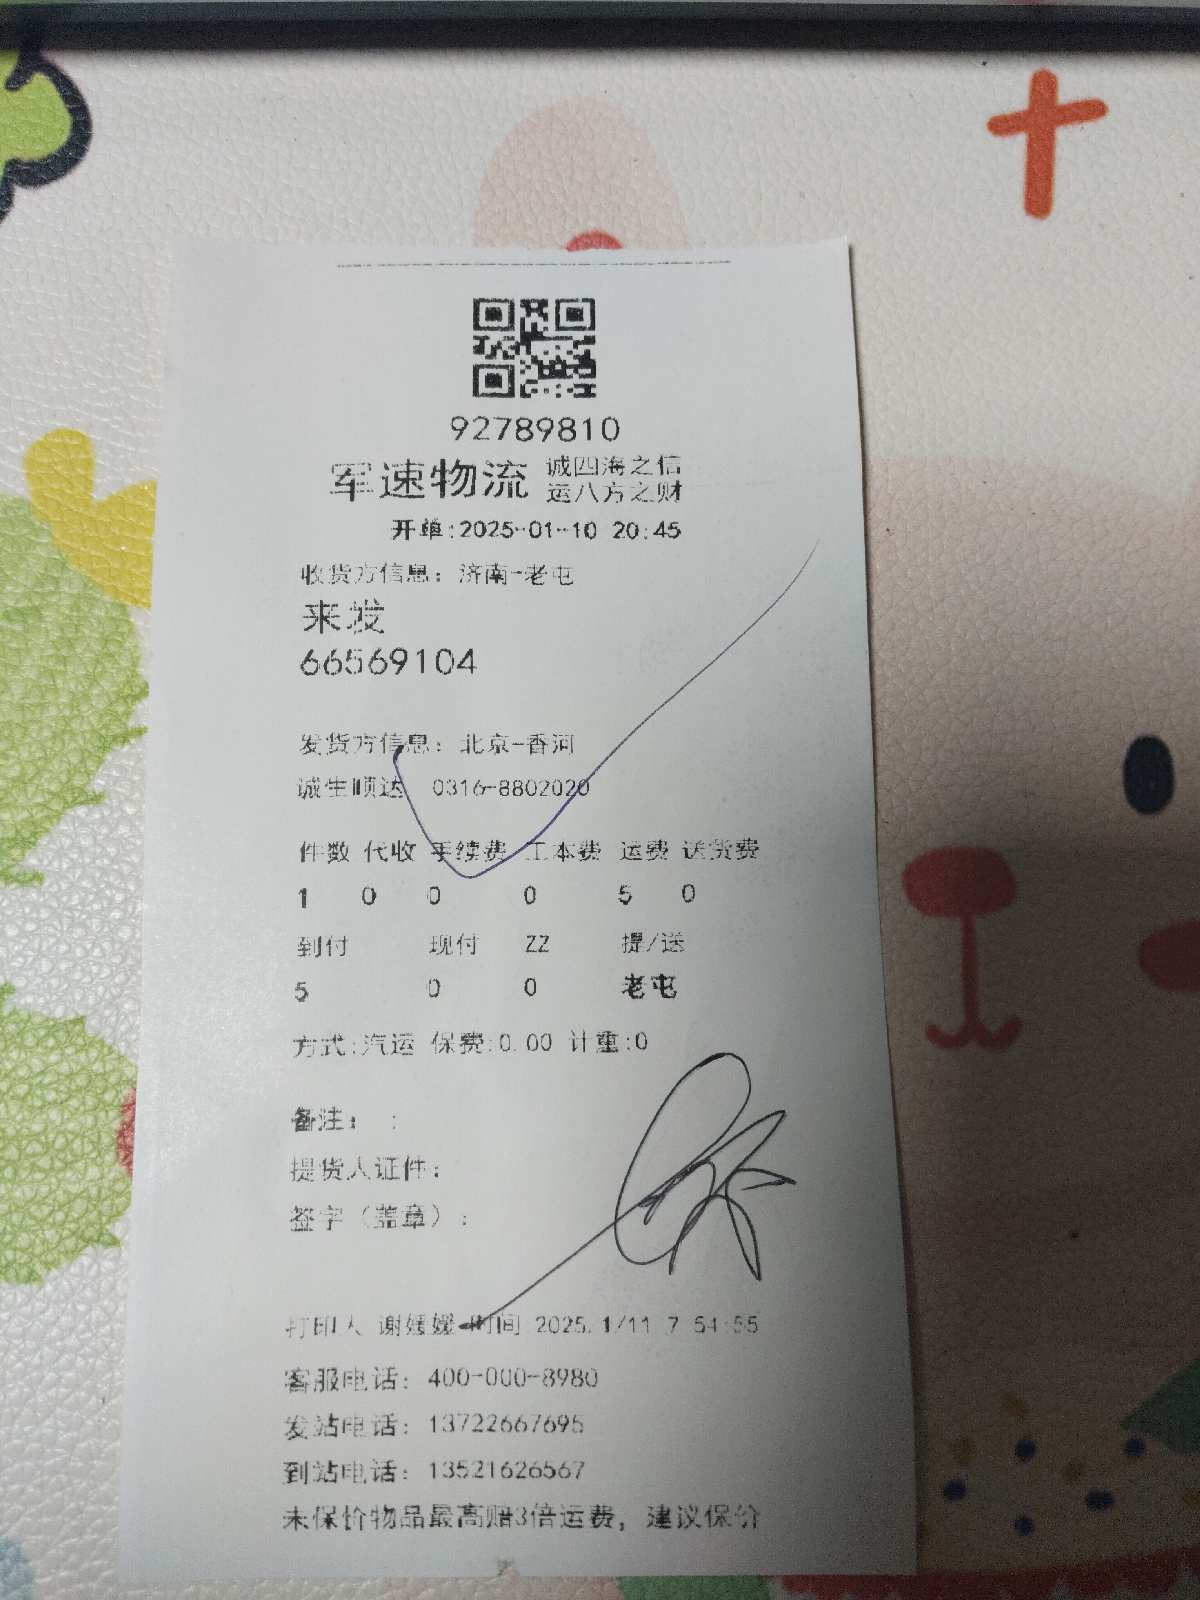 92789810
军速物流 诚四海之信
运八方之财
开单:2025-01-10 20:45
收货方信息：济南-老屯
来发
66569104
发货方信息：北京-香河
诚生顺达 0316-8802020
件数 代收 手续费 工本费 运费 送货费
1 0 0 0 5 0
到付 现付 ZZ 提/送
5 0 0 老屯
方式:汽运 保费:0.00 计重:0
备注： :
提货人证件：
签字（盖章）：
打印人 谢媛媛 时间 2025/1/11 7:54:55
客服电话：400-000-8980
发站电话：13722667695
到站电话：13521626567
未保价物品最高赔3倍运费，建议保价